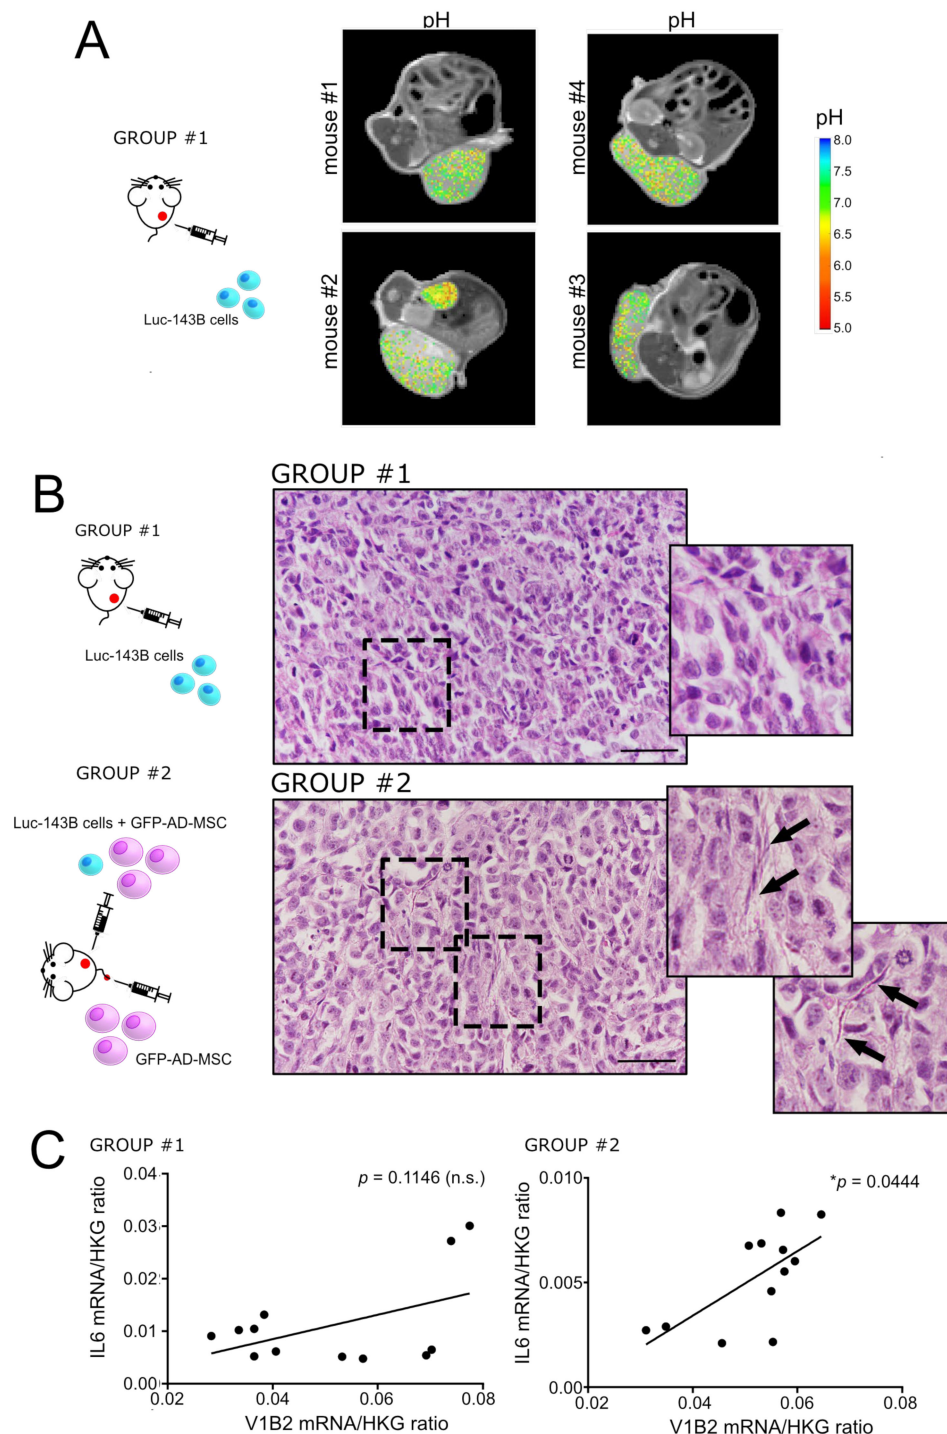 A
pH
pH
GROUP #1
mouse #1
mouse #4
pH
8.0
7.5
7.0
6.5
6.0
5.5
5.0
Luc-143B cells
mouse #2
mouse #3
B
GROUP #1
GROUP #1
Luc-143B cells
GROUP #2
GROUP #2
Luc-143B cells + GFP-AD-MSC
GFP-AD-MSC
C
GROUP #1
p = 0.1146 (n.s.)
IL6 mRNA/HKG ratio
0.04
0.03
0.02
0.01
0.00
0.02
0.04
0.06
0.08
V1B2 mRNA/HKG ratio
GROUP #2
*p = 0.0444
IL6 mRNA/HKG ratio
0.010
0.005
0.00
0.02
0.04
0.06
0.08
V1B2 mRNA/HKG ratio